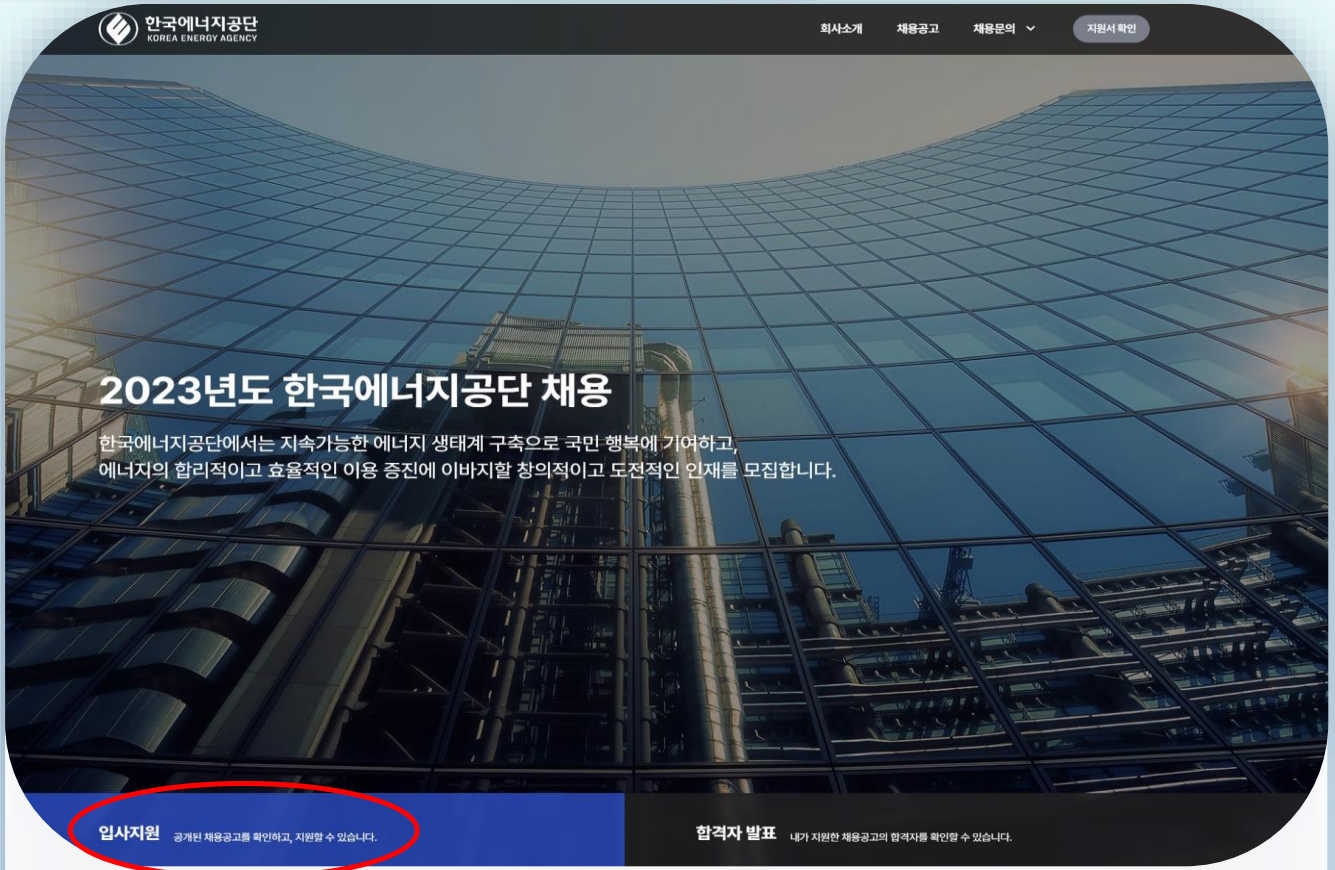 한국에너지공단
KOREA ENERGY AGENCY
회사소개 채용공고 채용문의 지원서 확인
2023년도 한국에너지공단 채용
한국에너지공단에서는 지속가능한 에너지 생태계 구축으로 국민 행복에 기여하고,
에너지의 합리적이고 효율적인 이용 증진에 이바지할 창의적이고 도전적인 인재를 모집합니다.
입사지원 공개된 채용공고를 확인하고, 지원할 수 있습니다.
합격자 발표 내가 지원한 채용공고의 합격자를 확인할 수 있습니다.